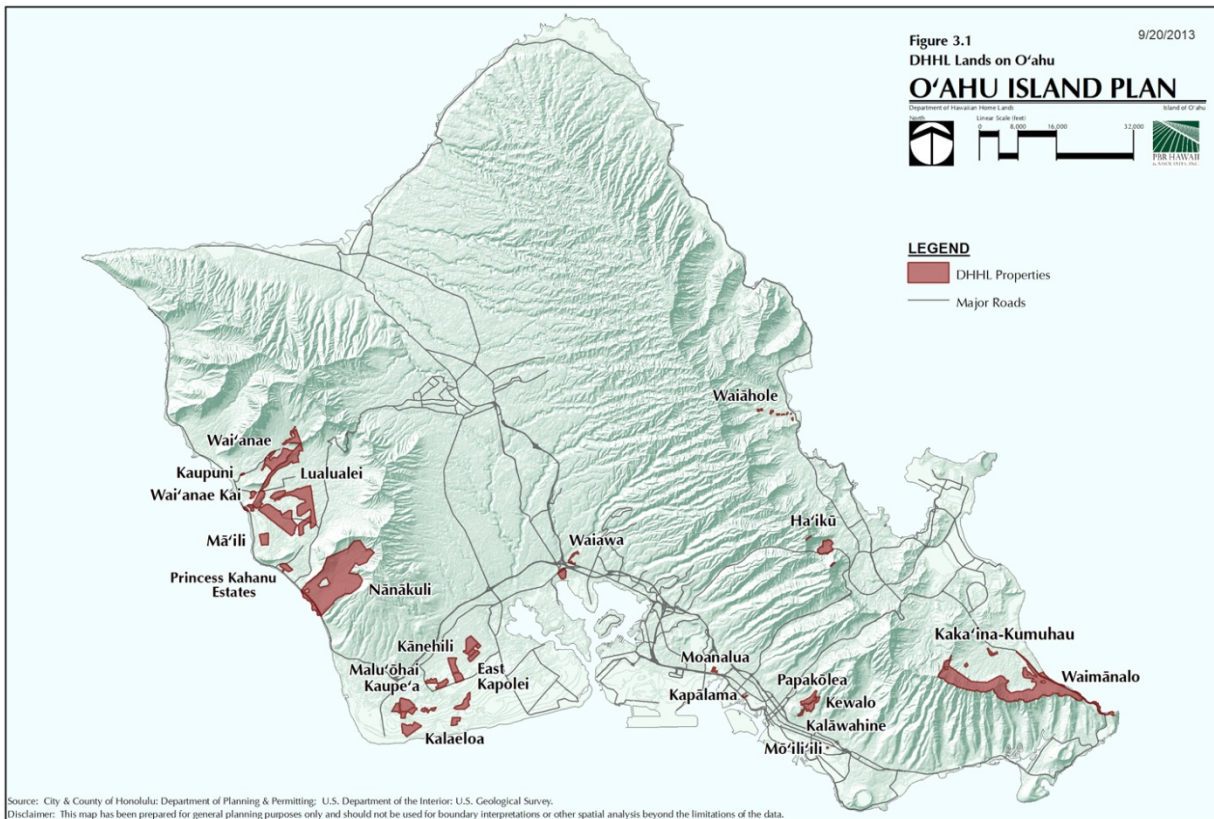 9/20/2013
Figure 3.1
DHHL Lands on Oʻahu
OʻAHU ISLAND PLAN
Department of Hawaiian Home Lands
Island of Oʻahu
North
Linear Scale (feet)
0 8,000 16,000 32,000
PBR HAWAII
& ASSOCIATES, INC.
LEGEND
DHHL Properties
Major Roads
Waiāhole
Waiʻanae
Kaupuni
Lualualei
Waiʻanae Kai
Māʻili
Princess Kahanu
Estates
Nānākuli
Waiawa
Haʻikū
Kānehili
Maluʻōhai
Kaupeʻa
East
Kapolei
Kalaeloa
Moanalua
Kapālama
Papakōlea
Kewalo
Kalāwahine
Mōʻiliʻili
Kakaʻina-Kumuhau
Waimānalo
Source: City & County of Honolulu: Department of Planning & Permitting; U.S. Department of the Interior: U.S. Geological Survey.
Disclaimer: This map has been prepared for general planning purposes only and should not be used for boundary interpretations or other spatial analysis beyond the limitations of the data.